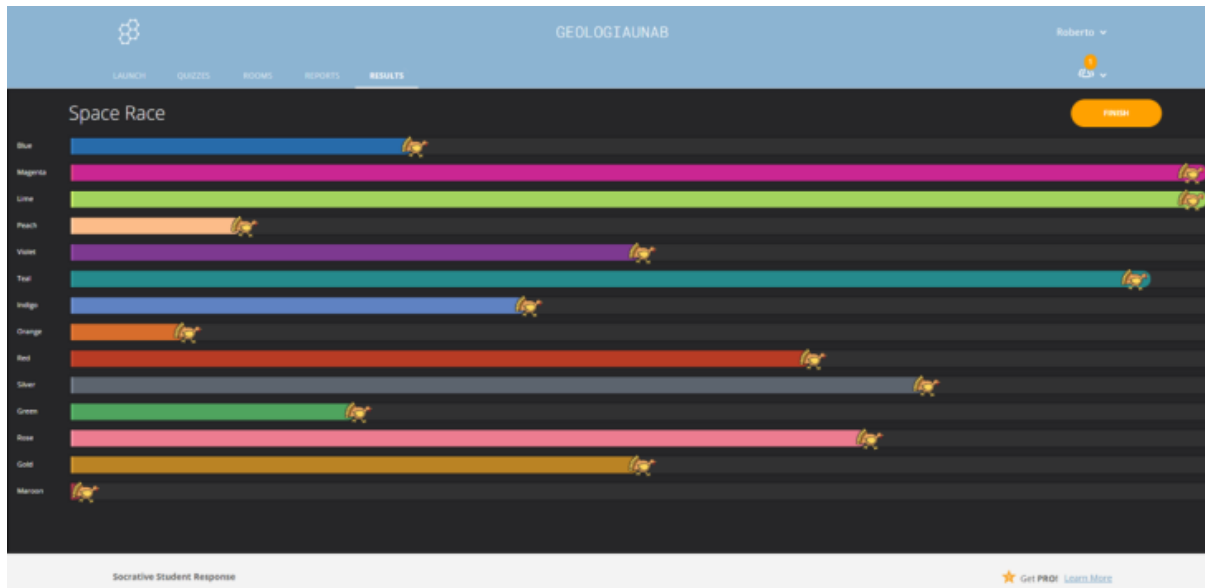 GEOLOGIAUNAB
Roberto
LAUNCH QUIZZES ROOMS REPORTS RESULTS
Space Race
FINISH
Blue
Magenta
Lime
Peach
Violet
Teal
Indigo
Orange
Red
Silver
Green
Rose
Gold
Maroon
Socrative Student Response
Get PRO! Learn More